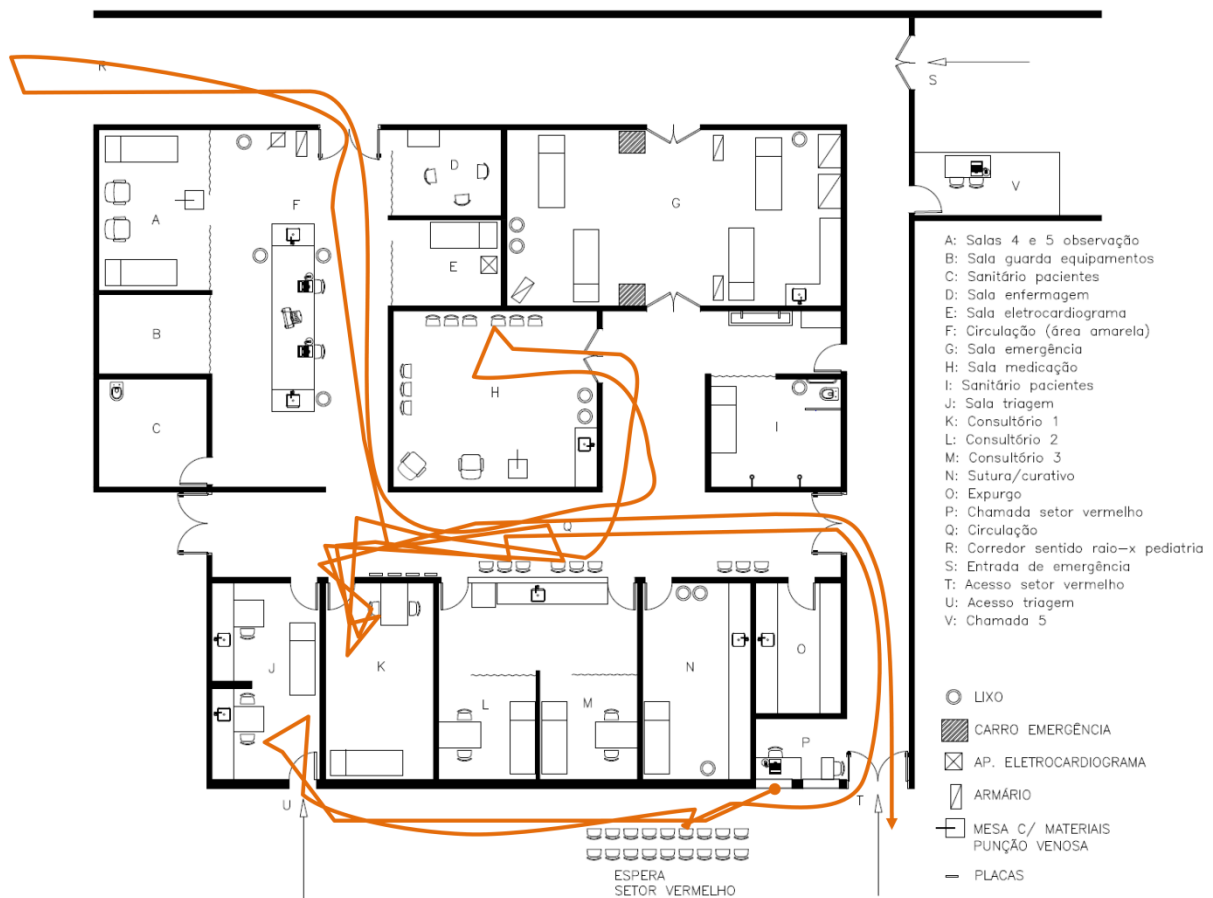 R
S
D
V
A
F
G
E
A: Salas 4 e 5 observação
B: Sala guarda equipamentos
C: Sanitário pacientes
D: Sala enfermagem
E: Sala eletrocardiograma
F: Circulação (área amarela)
G: Sala emergência
H: Sala medicação
I: Sanitário pacientes
J: Sala triagem
K: Consultório 1
L: Consultório 2
M: Consultório 3
N: Sutura/curativo
O: Expurgo
P: Chamada setor vermelho
Q: Circulação
R: Corredor sentido raio-x pediatria
S: Entrada de emergência
T: Acesso setor vermelho
U: Acesso triagem
V: Chamada 5
B
H
C
I
Q
J
K
L
M
N
O
P
U
T
LIXO
CARRO EMERGÊNCIA
AP. ELETROCARDIOGRAMA
ARMÁRIO
MESA C/ MATERIAIS
PUNÇÃO VENOSA
PLACAS
ESPERA
SETOR VERMELHO